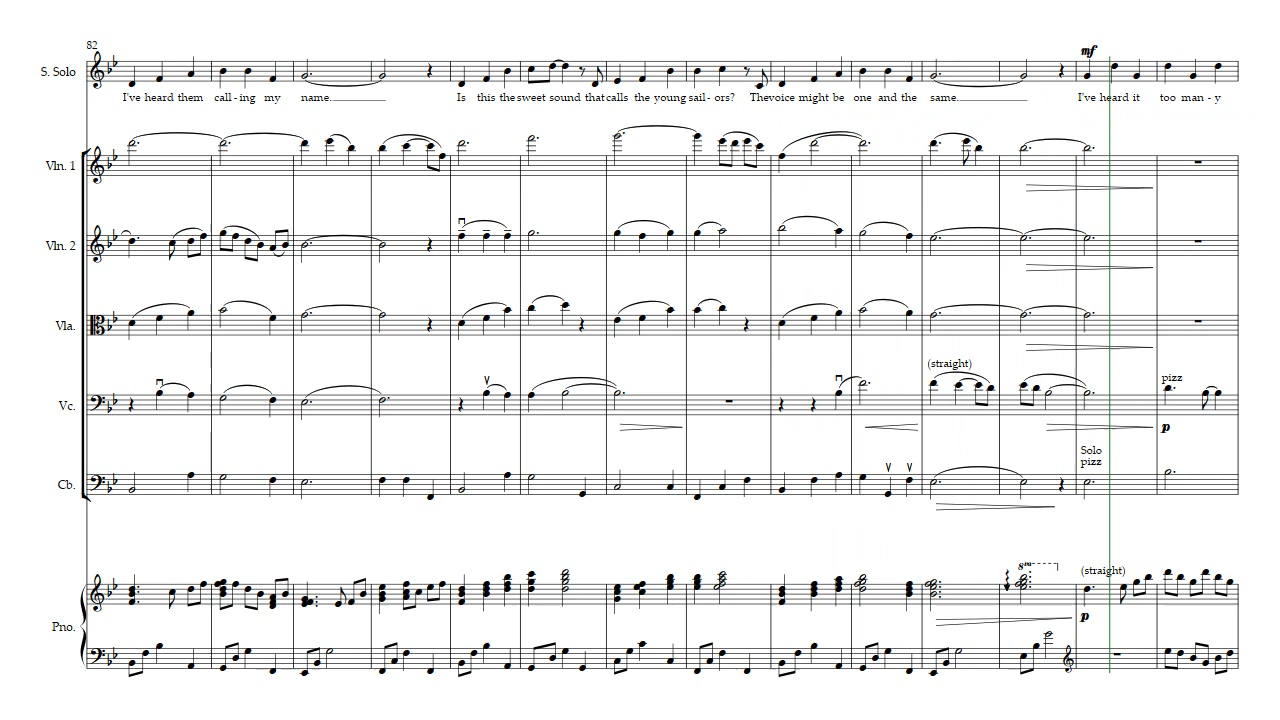 82
mf
S. Solo
I've heard them call - ing my name. Is this the sweet sound that calls the young sail - ors? The voice might be one and the same. I've heard it too man - y
Vln. 1
Vln. 2
Vla.
(straight)
pizz
Vc.
p
Solo
pizz
Cb.
8va
(straight)
p
Pno.